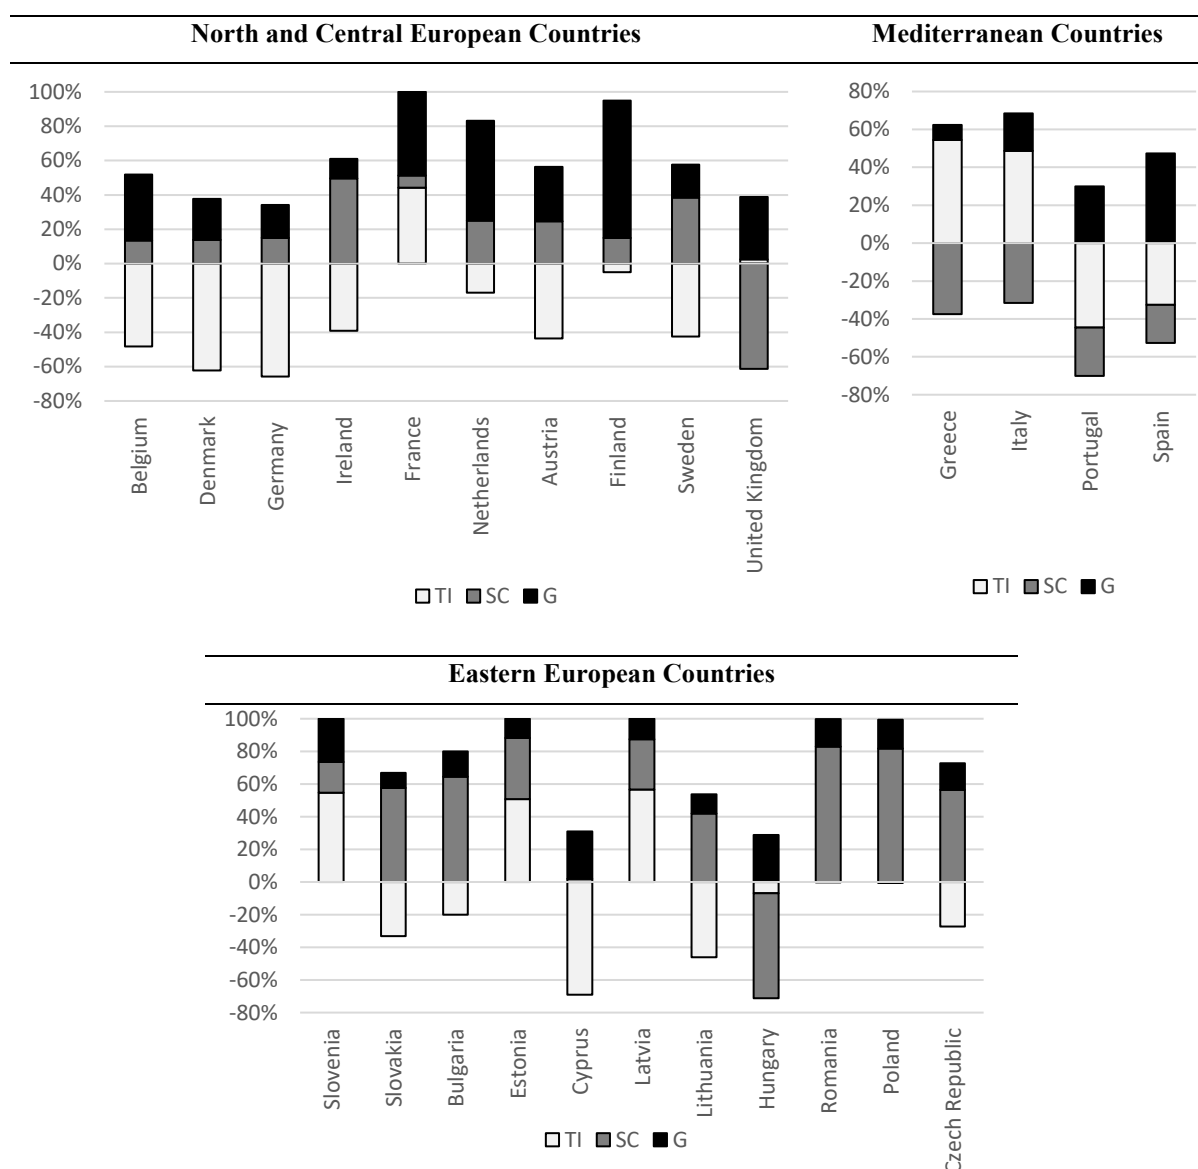 North and Central European Countries
Mediterranean Countries
100%
80%
60%
40%
20%
0%
-20%
-40%
-60%
-80%
Belgium
Denmark
Germany
Ireland
France
Netherlands
Austria
Finland
Sweden
United Kingdom
TI SC G
80%
60%
40%
20%
0%
-20%
-40%
-60%
-80%
Greece
Italy
Portugal
Spain
TI SC G
Eastern European Countries
100%
80%
60%
40%
20%
0%
-20%
-40%
-60%
-80%
Slovenia
Slovakia
Bulgaria
Estonia
Cyprus
Latvia
Lithuania
Hungary
Romania
Poland
Czech Republic
TI SC G